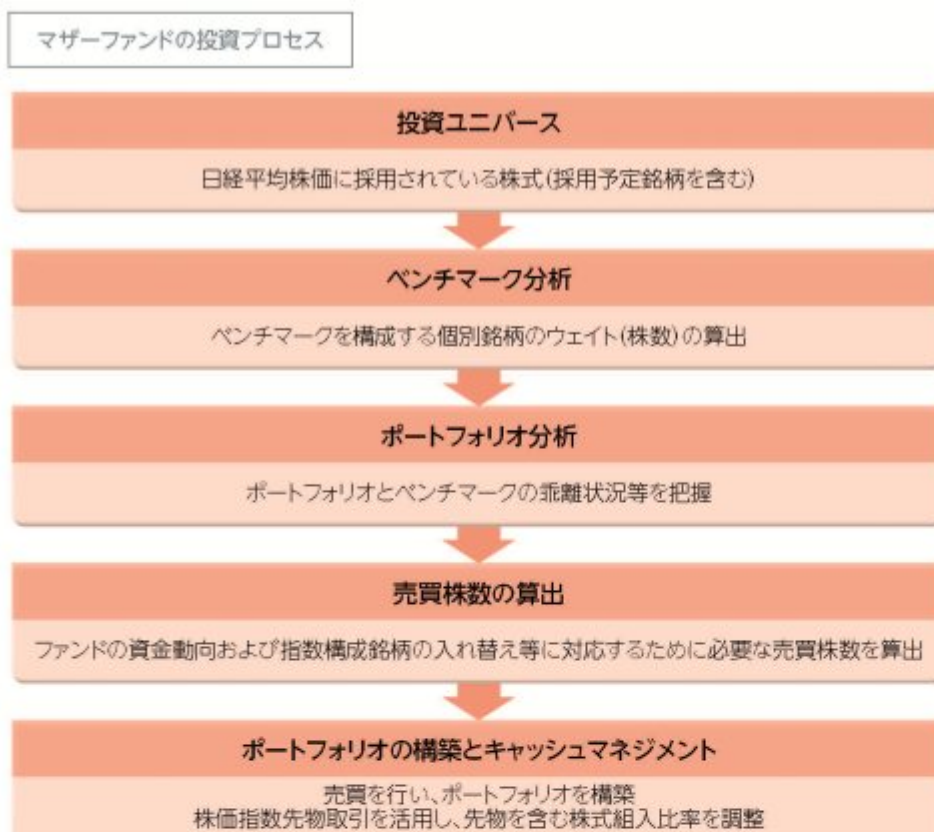 マザーファンドの投資プロセス
投資ユニバース
日経平均株価に採用されている株式(採用予定銘柄を含む)
ベンチマーク分析
ベンチマークを構成する個別銘柄のウェイト(株数)の算出
ポートフォリオ分析
ポートフォリオとベンチマークの乖離状況等を把握
売買株数の算出
ファンドの資金動向および指数構成銘柄の入れ替え等に対応するために必要な売買株数を算出
ポートフォリオの構築とキャッシュマネジメント
売買を行い、ポートフォリオを構築
株価指数先物取引を活用し、先物を含む株式組入比率を調整